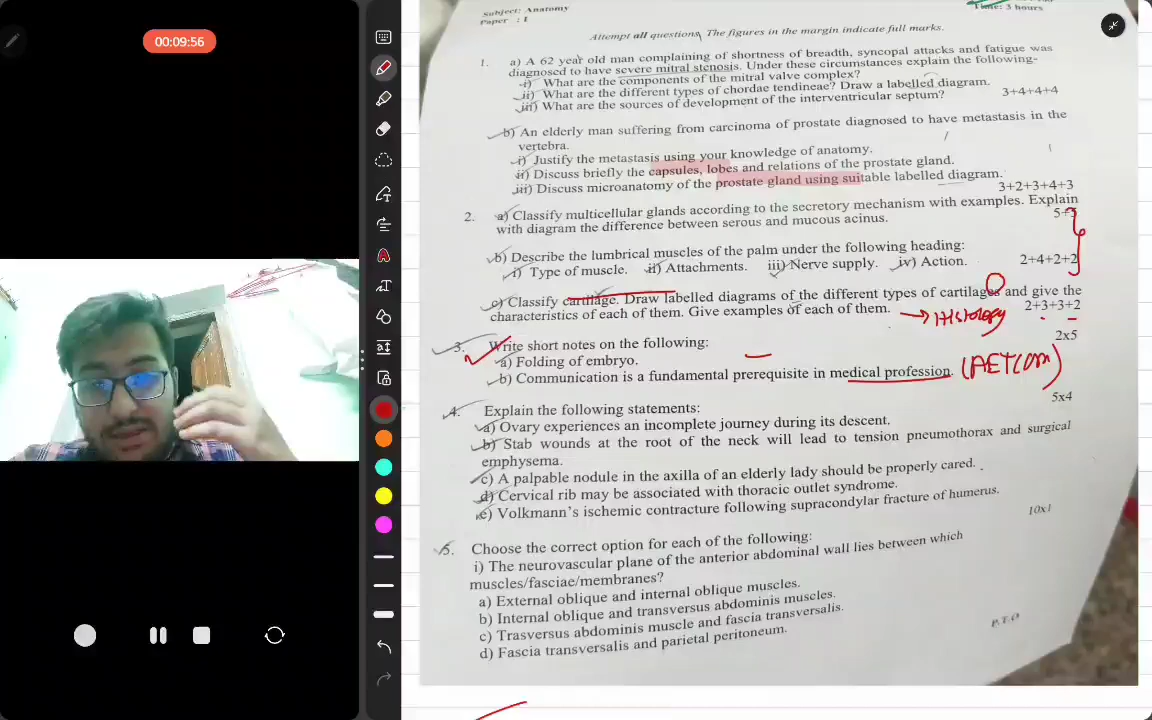 00:09:56
Subject: Anatomy
Paper : I
Time: 3 hours
Attempt all questions. The figures in the margin indicate full marks.
1. a) A 62 year old man complaining of shortness of breath, syncopal attacks and fatigue was
diagnosed to have severe mitral stenosis. Under these circumstances explain the following-
i) What are the components of the mitral valve complex?
ii) What are the different types of chordae tendineae? Draw a labelled diagram.
iii) What are the sources of development of the interventricular septum? 3+4+4+4
b) An elderly man suffering from carcinoma of prostate diagnosed to have metastasis in the
vertebra.
i) Justify the metastasis using your knowledge of anatomy.
ii) Discuss briefly the capsules, lobes and relations of the prostate gland.
iii) Discuss microanatomy of the prostate gland using suitable labelled diagram.
3+2+3+4+3
2. a) Classify multicellular glands according to the secretory mechanism with examples. Explain
with diagram the difference between serous and mucous acinus. 5+3
b) Describe the lumbrical muscles of the palm under the following heading:
i) Type of muscle. ii) Attachments. iii) Nerve supply. iv) Action. 2+4+2+2
c) Classify cartilage. Draw labelled diagrams of the different types of cartilages and give the
characteristics of each of them. Give examples of each of them. → Histology 2+3+3+2
3. Write short notes on the following: 2x5
a) Folding of embryo.
b) Communication is a fundamental prerequisite in medical profession. (AETCOM)
4. Explain the following statements: 5x4
a) Ovary experiences an incomplete journey during its descent.
b) Stab wounds at the root of the neck will lead to tension pneumothorax and surgical
emphysema.
c) A palpable nodule in the axilla of an elderly lady should be properly cared.
d) Cervical rib may be associated with thoracic outlet syndrome.
e) Volkmann's ischemic contracture following supracondylar fracture of humerus.
5. Choose the correct option for each of the following: 10x1
i) The neurovascular plane of the anterior abdominal wall lies between which
muscles/fasciae/membranes?
a) External oblique and internal oblique muscles.
b) Internal oblique and transversus abdominis muscles.
c) Trasversus abdominis muscle and fascia transversalis.
d) Fascia transversalis and parietal peritoneum.
P.T.O